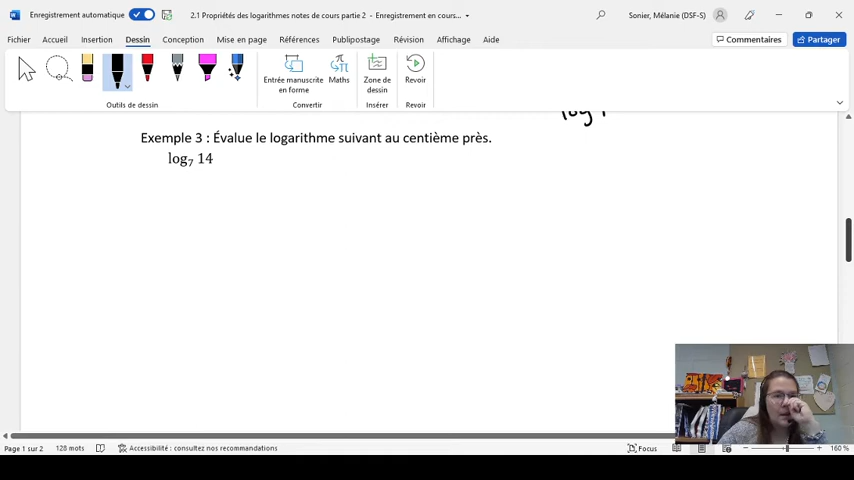 Enregistrement automatique
2.1 Propriétés des logarithmes notes de cours partie 2 - Enregistrement en cours...
Sonier, Mélanie (DSF-S)
Fichier Accueil Insertion Dessin Conception Mise en page Références Publipostage Révision Affichage Aide
Commentaires Partager
Entrée manuscrite en forme
Maths
Zone de dessin
Revoir
Outils de dessin
Convertir
Insérer
Revoir
log
Exemple 3 : Évalue le logarithme suivant au centième près.
log₇ 14
Page 1 sur 2 128 mots Accessibilité : consultez nos recommandations Focus 160 %